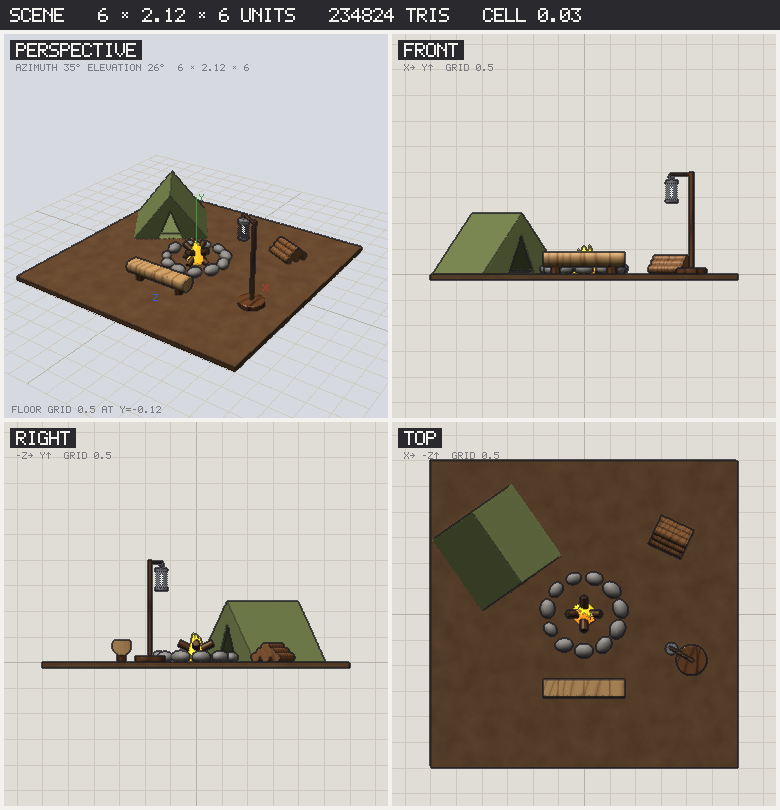 SCENE 6 × 2.12 × 6 UNITS 234824 TRIS CELL 0.03
PERSPECTIVE
AZIMUTH 35° ELEVATION 26° 6 × 2.12 × 6
Y
X
Z
FLOOR GRID 0.5 AT Y=-0.12
FRONT
X→ Y↑ GRID 0.5
RIGHT
-Z→ Y↑ GRID 0.5
TOP
X→ -Z↑ GRID 0.5